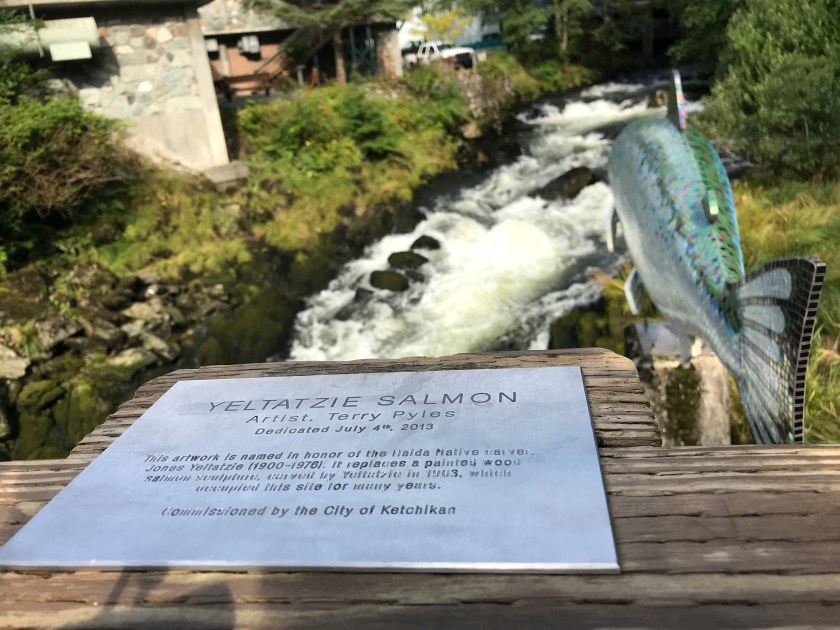 YELTATZIE SALMON
Artist, Terry Pyles
Dedicated July 4th, 2013
This artwork is named in honor of the Haida Native carver,
Jones Yeltatzie (1900-1976). It replaces a painted wood
salmon sculpture, carved by Yeltatzie in 1963, which
occupied this site for many years.
Commissioned by the City of Ketchikan